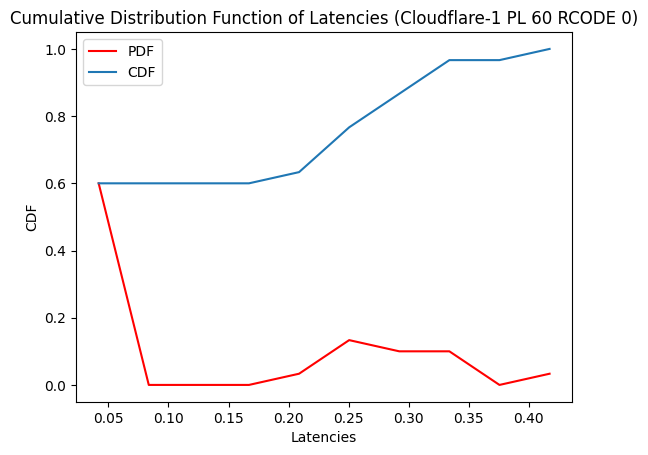 Cumulative Distribution Function of Latencies (Cloudflare-1 PL 60 RCODE 0)
PDF
CDF
CDF
1.0
0.8
0.6
0.4
0.2
0.0
0.05 0.10 0.15 0.20 0.25 0.30 0.35 0.40
Latencies